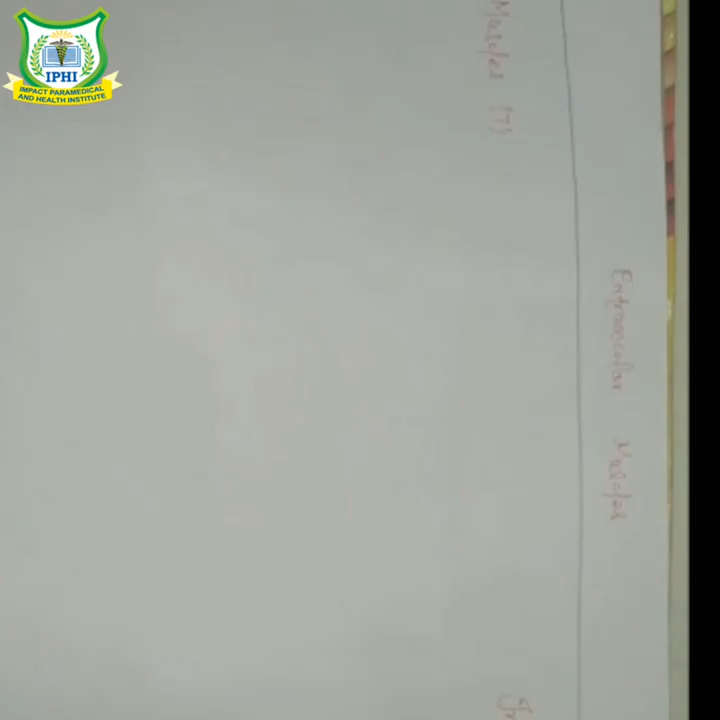 IPHI
IMPACT PARAMEDICAL
AND HEALTH INSTITUTE
Extraocular Muscles
Muscles (7)